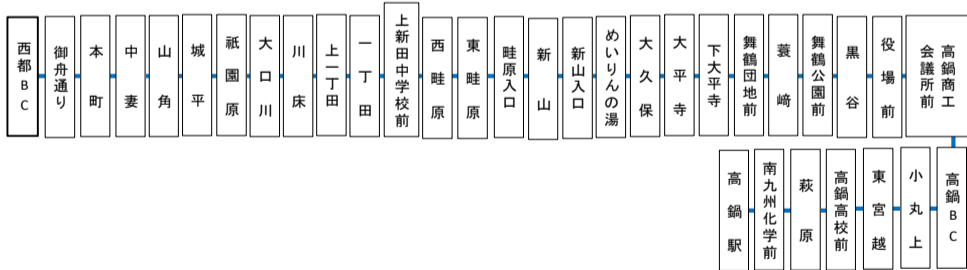 西都BC
御舟通り
本町
中妻
山角
城平
祇園原
大口川
川床
上一丁田
一丁田
上新田中学校前
西畦原
東畦原
畦原入口
新山
新山入口
めいりんの湯
大久保
大平寺
下大平寺
舞鶴団地前
蓑﨑
舞鶴公園前
黒谷
役場前
高鍋商工
会議所前
高鍋BC
小丸上
東宮越
高鍋高校前
萩原
南九州化学前
高鍋駅